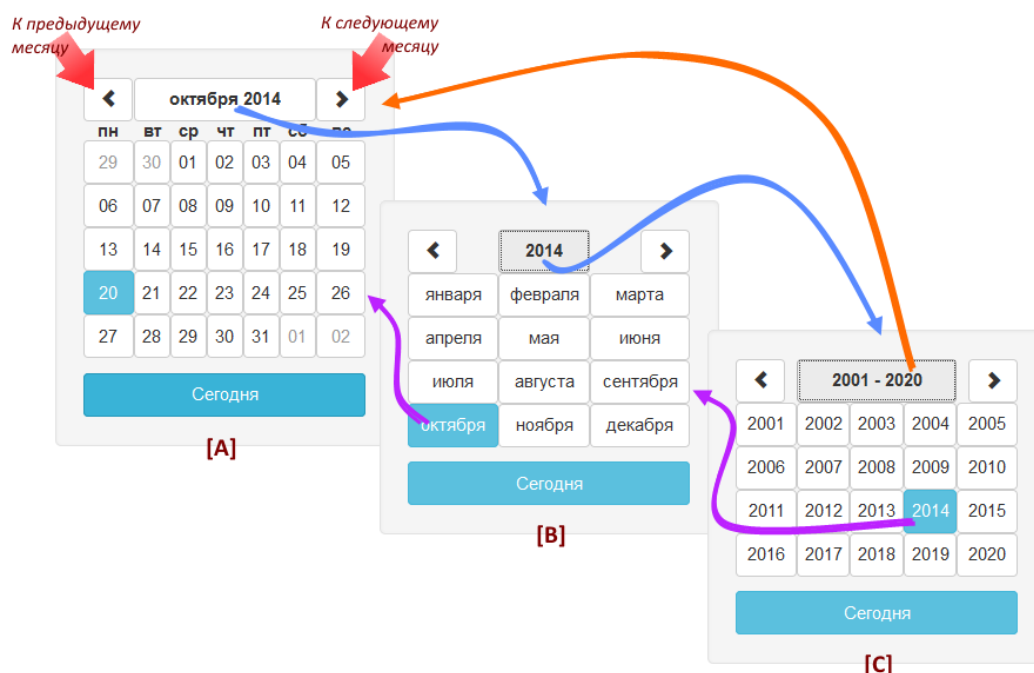 К предыдущему
месяцу
К следующему
месяцу
октября 2014
пн вт ср чт пт сб вс
29 30 01 02 03 04 05
06 07 08 09 10 11 12
13 14 15 16 17 18 19
20 21 22 23 24 25 26
27 28 29 30 31 01 02
Сегодня
[A]
2014
января февраля марта
апреля мая июня
июля августа сентября
октября ноября декабря
Сегодня
[B]
2001 - 2020
2001 2002 2003 2004 2005
2006 2007 2008 2009 2010
2011 2012 2013 2014 2015
2016 2017 2018 2019 2020
Сегодня
[C]